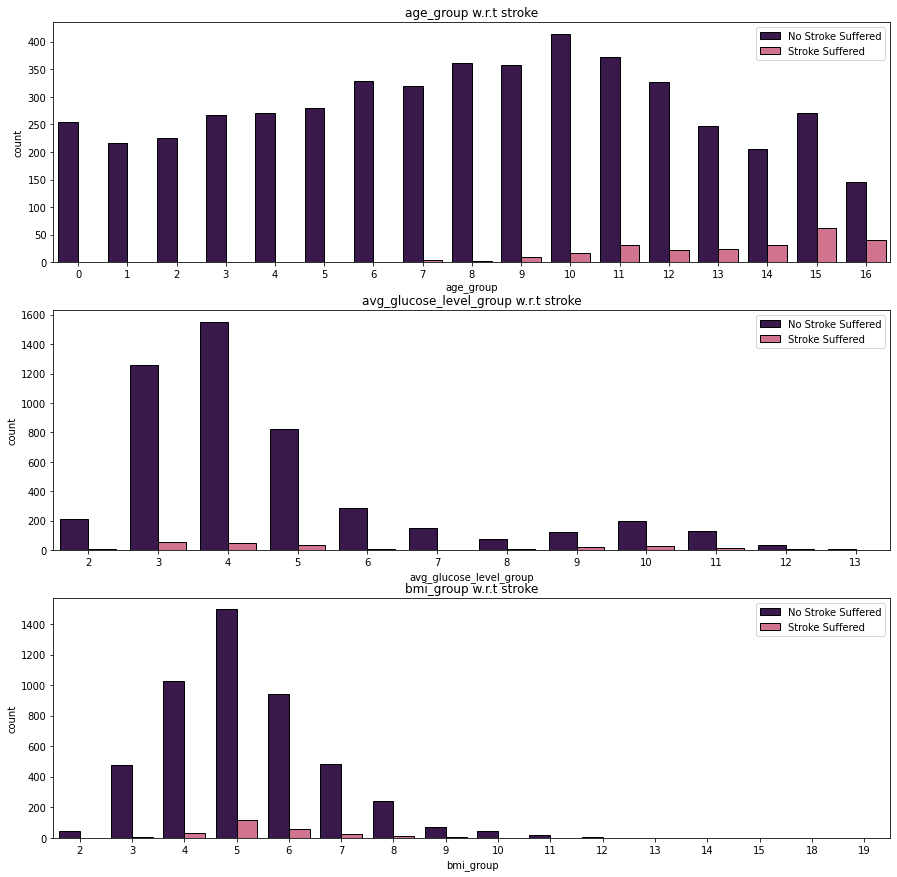 age_group w.r.t stroke
No Stroke Suffered
Stroke Suffered
count
400
350
300
250
200
150
100
50
0
0 1 2 3 4 5 6 7 8 9 10 11 12 13 14 15 16
age_group
avg_glucose_level_group w.r.t stroke
No Stroke Suffered
Stroke Suffered
count
1600
1400
1200
1000
800
600
400
200
0
2 3 4 5 6 7 8 9 10 11 12 13
avg_glucose_level_group
bmi_group w.r.t stroke
No Stroke Suffered
Stroke Suffered
count
1400
1200
1000
800
600
400
200
0
2 3 4 5 6 7 8 9 10 11 12 13 14 15 18 19
bmi_group